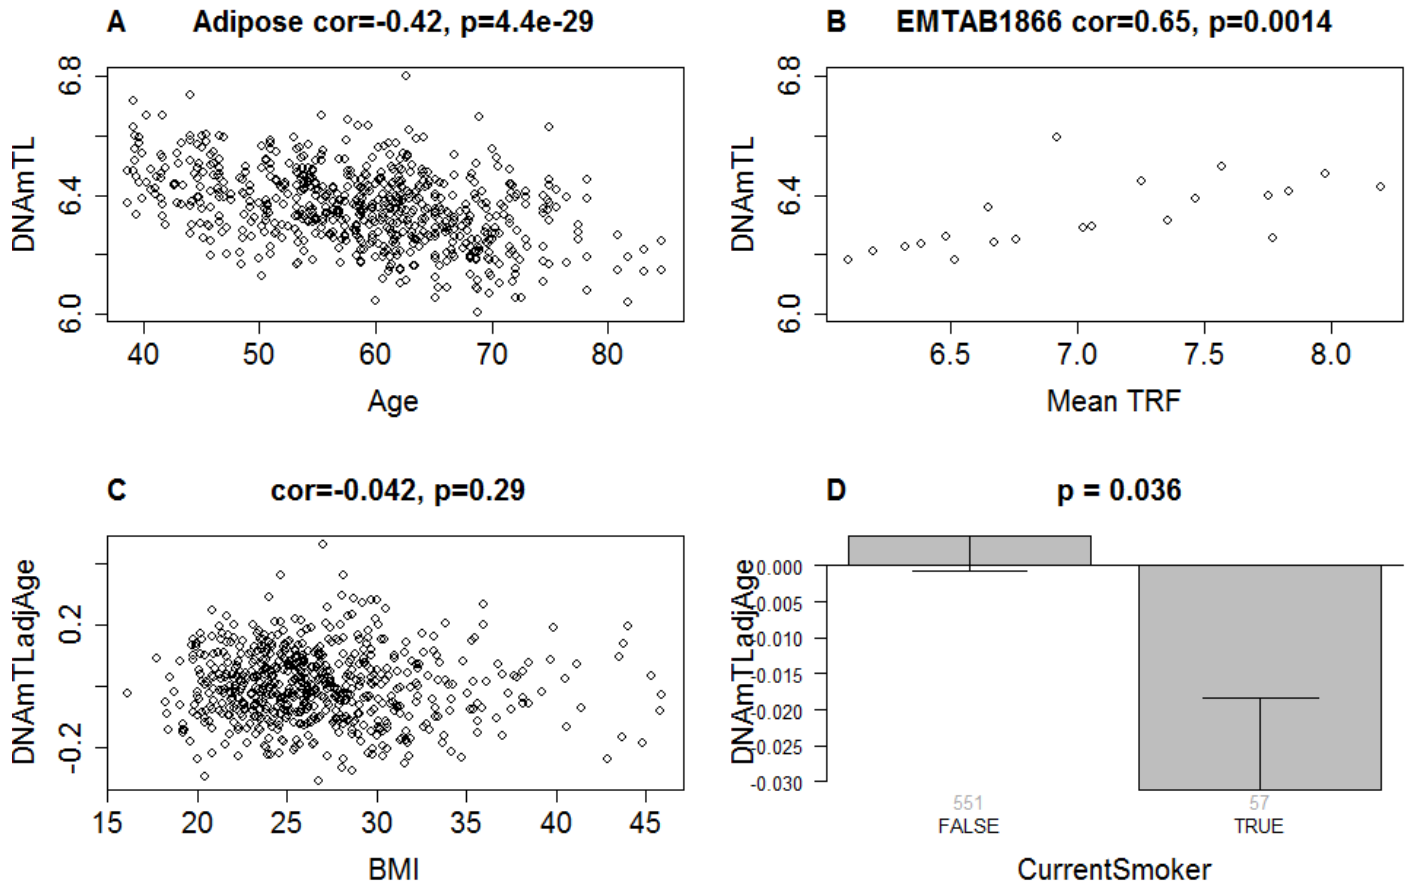 A Adipose cor=-0.42, p=4.4e-29
6.8
6.4
6.0
DNAmTL
40 50 60 70 80
Age
B EMTAB1866 cor=0.65, p=0.0014
6.8
6.4
6.0
DNAmTL
6.5 7.0 7.5 8.0
Mean TRF
C cor=-0.042, p=0.29
0.2
-0.2
DNAmTLadjAge
15 20 25 30 35 40 45
BMI
D p = 0.036
0.000
-0.005
-0.010
-0.015
-0.020
-0.025
-0.030
DNAmTLadjAge
551 57
FALSE TRUE
CurrentSmoker